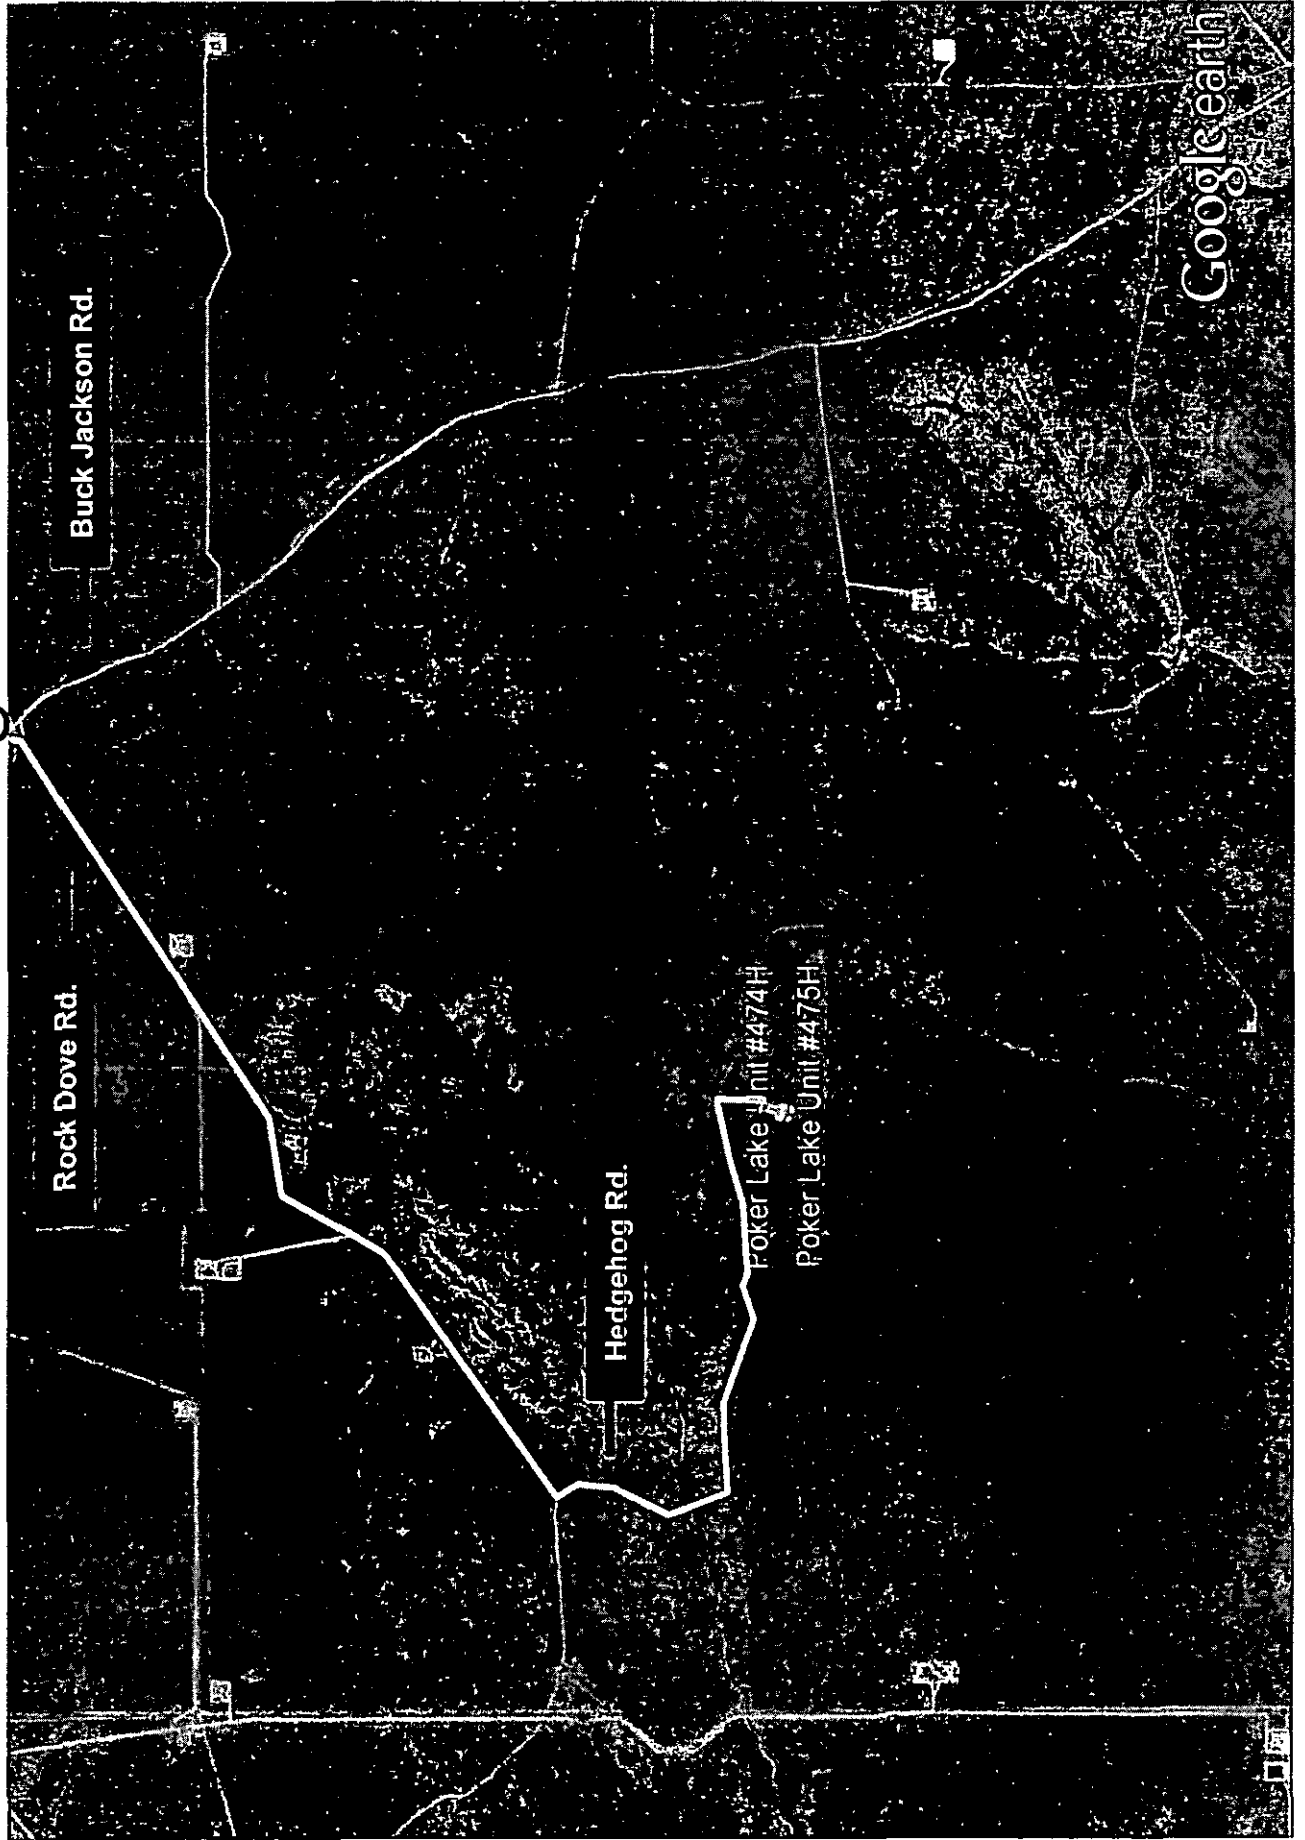 Rock Dove Rd.
Buck Jackson Rd.
Hedgehog Rd.
Poker Lake Unit #474H
Poker Lake Unit #475H
Google earth